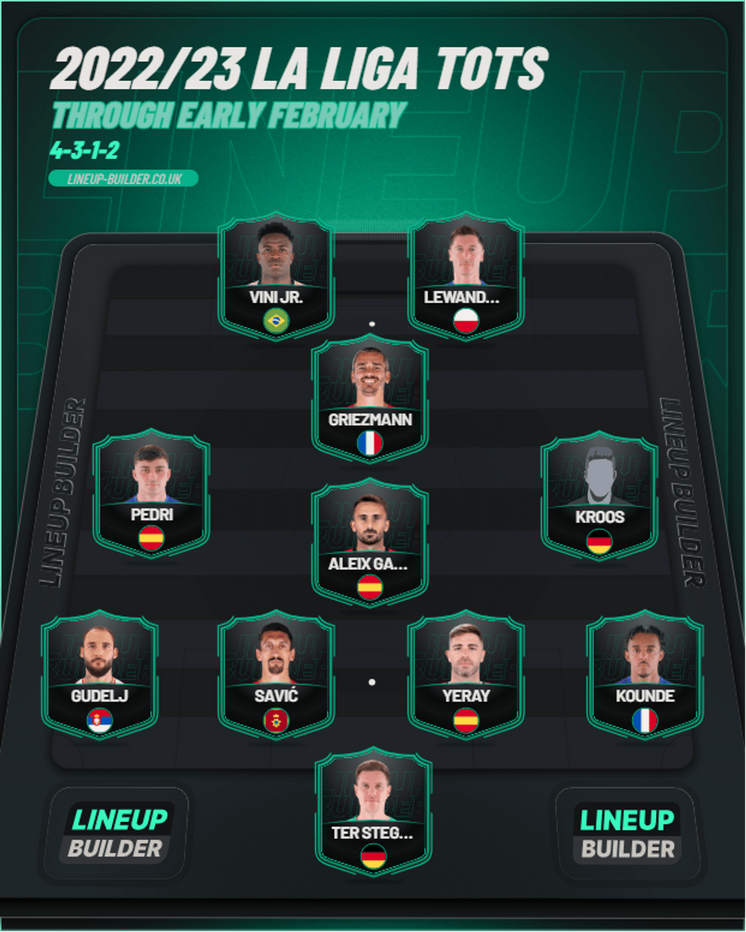 2022/23 LA LIGA TOTS
THROUGH EARLY FEBRUARY
4-3-1-2
LINEUP-BUILDER.CO.UK
VINI JR.
LEWAND...
GRIEZMANN
PEDRI
KROOS
ALEIX GA...
GUDELJ
SAVIĆ
YERAY
KOUNDE
TER STEG...
LINEUP BUILDER
LINEUP BUILDER
LINEUP
BUILDER
LINEUP
BUILDER